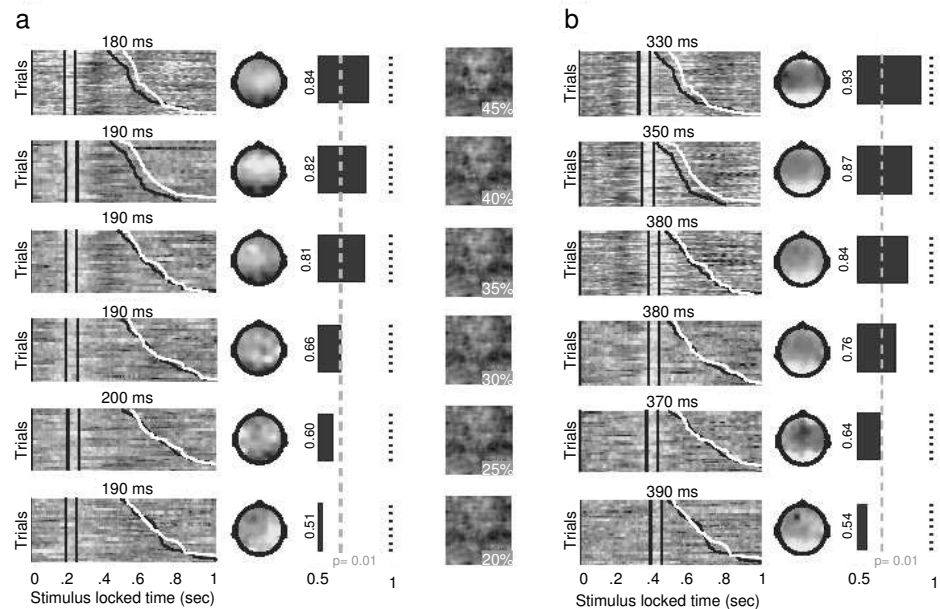 a
b
180 ms
Trials
0.84
45%
330 ms
Trials
0.93
190 ms
Trials
0.82
40%
350 ms
Trials
0.87
190 ms
Trials
0.81
35%
380 ms
Trials
0.84
190 ms
Trials
0.66
30%
380 ms
Trials
0.76
200 ms
Trials
0.60
25%
370 ms
Trials
0.64
190 ms
Trials
0.51
20%
390 ms
Trials
0.54
p= 0.01
p= 0.01
0 .2 .4 .6 .8 1
0.5 1
0 .2 .4 .6 .8 1
0.5 1
Stimulus locked time (sec)
Stimulus locked time (sec)